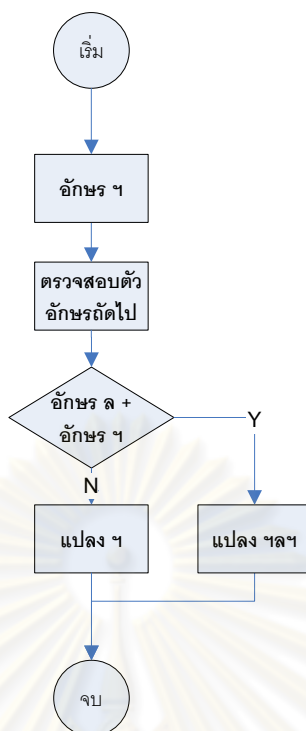 เริ่ม
อักษร ฯ
ตรวจสอบตัว
อักษรถัดไป
อักษร ล +
อักษร ฯ
Y
N
แปลง ฯ
แปลง ฯลฯ
จบ